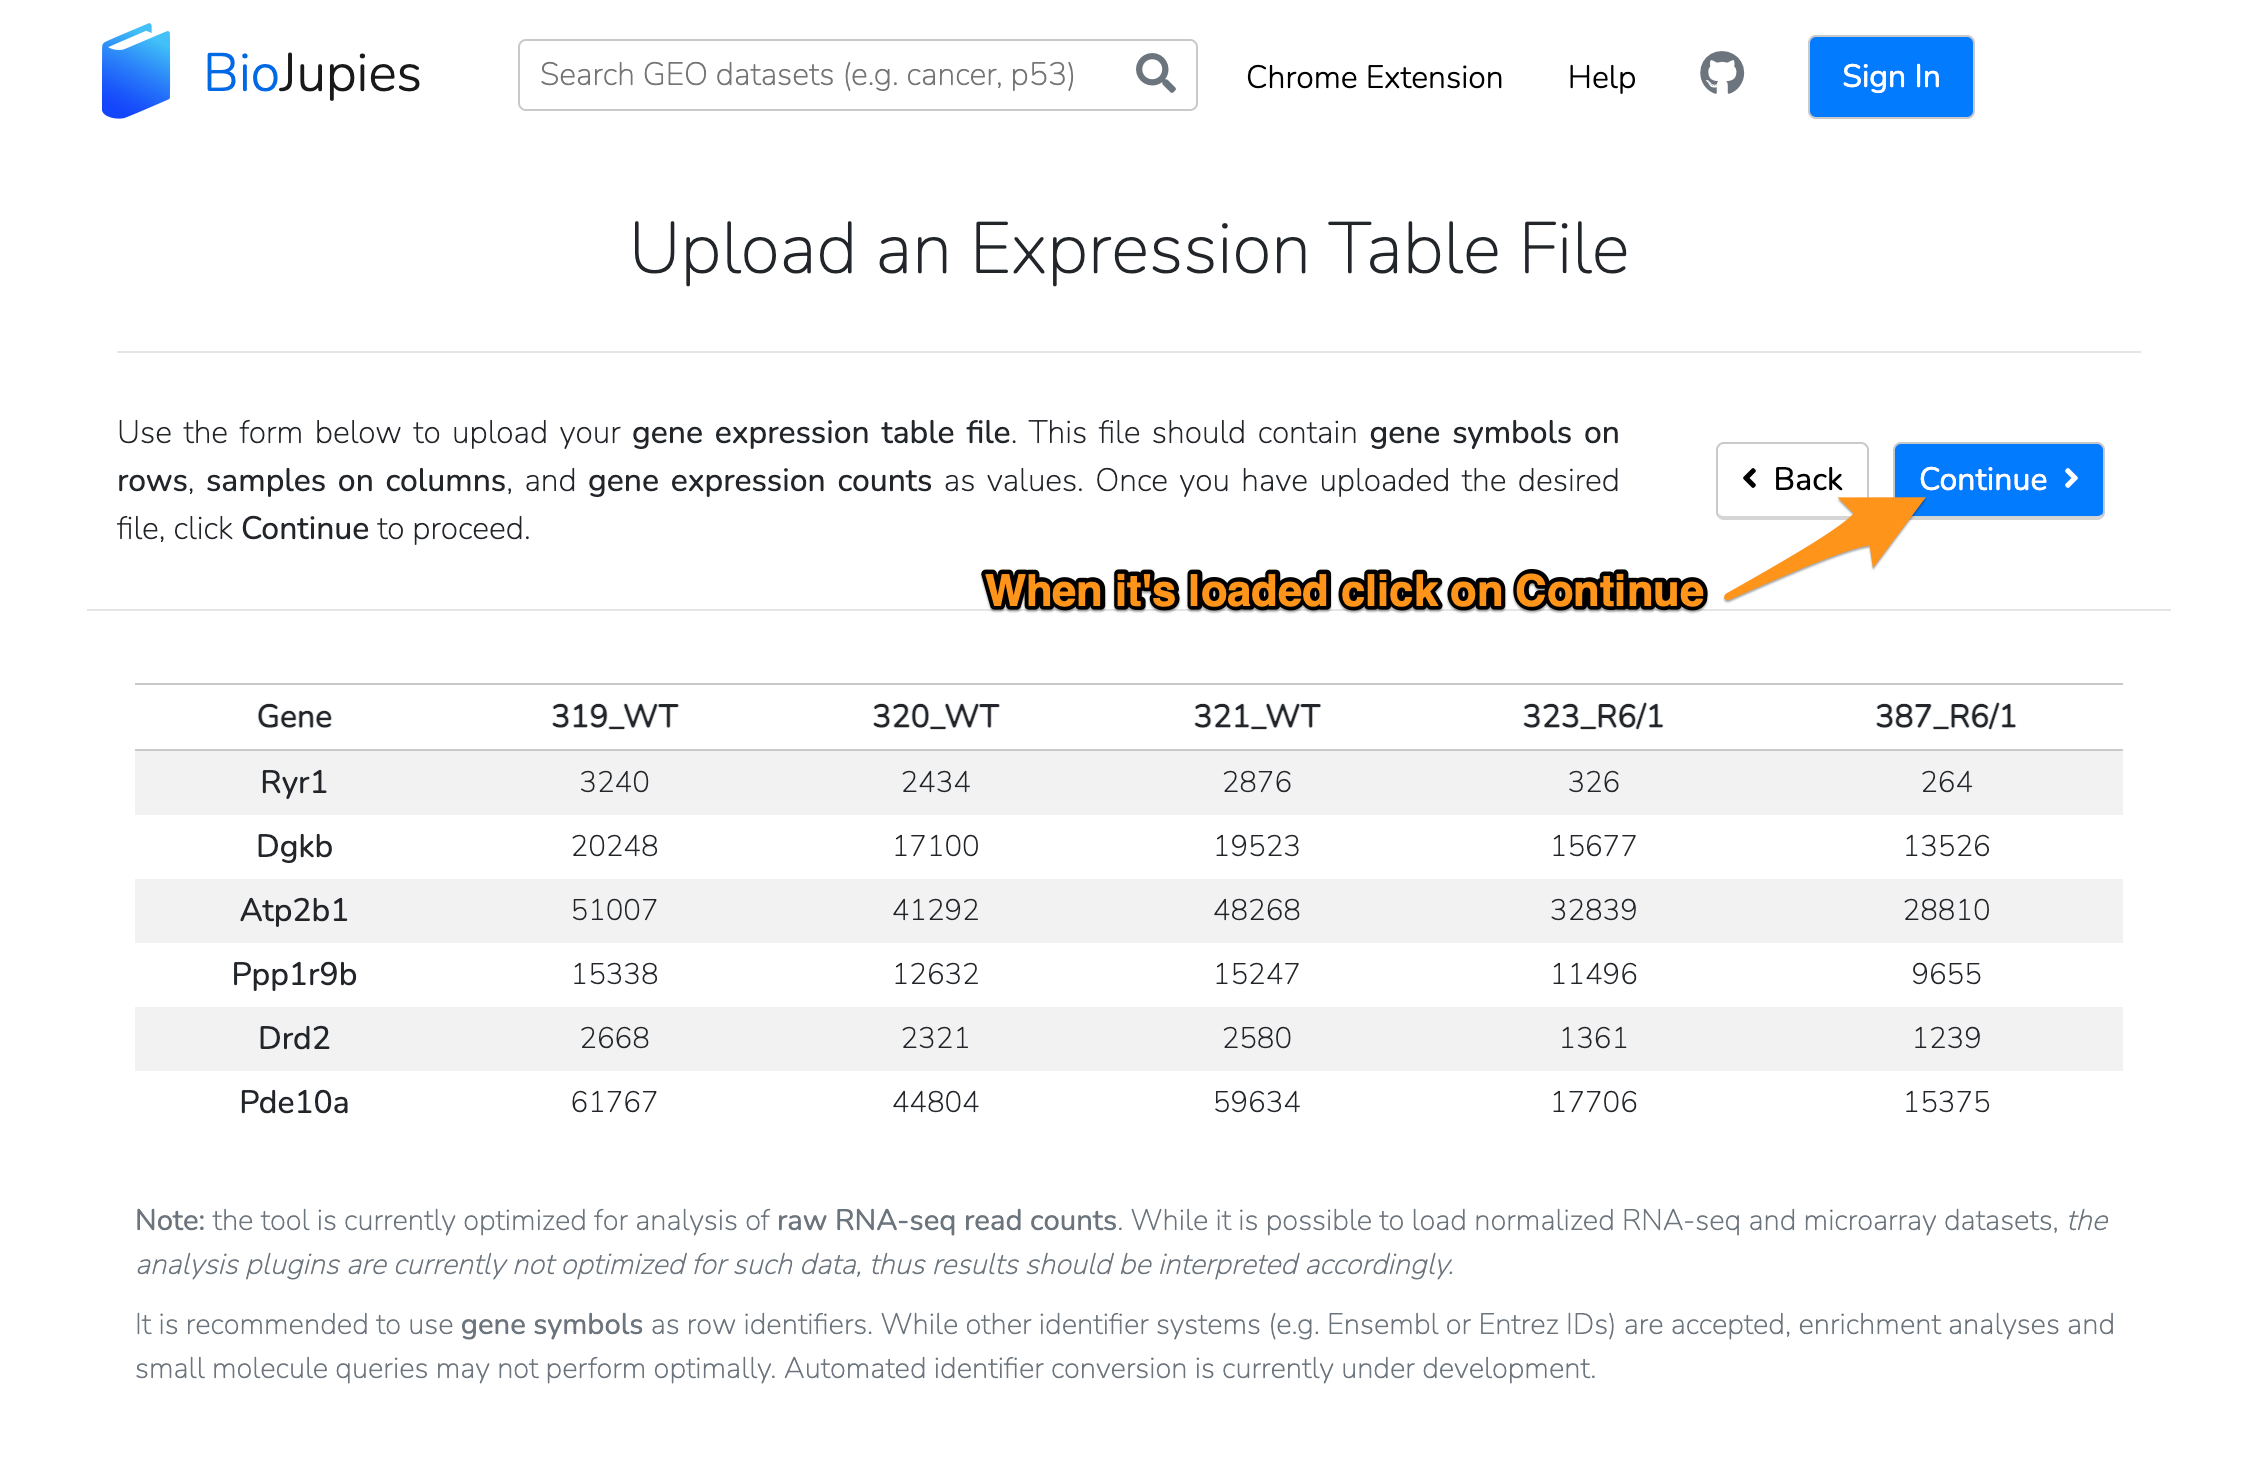 BioJupies Search GEO datasets (e.g. cancer, p53) Chrome Extension Help Sign In
Upload an Expression Table File
Use the form below to upload your gene expression table file. This file should contain gene symbols on
rows, samples on columns, and gene expression counts as values. Once you have uploaded the desired
file, click Continue to proceed.
Back Continue
When it's loaded click on Continue
Gene 319_WT 320_WT 321_WT 323_R6/1 387_R6/1
Ryr1 3240 2434 2876 326 264
Dgkb 20248 17100 19523 15677 13526
Atp2b1 51007 41292 48268 32839 28810
Ppp1r9b 15338 12632 15247 11496 9655
Drd2 2668 2321 2580 1361 1239
Pde10a 61767 44804 59634 17706 15375
Note: the tool is currently optimized for analysis of raw RNA-seq read counts. While it is possible to load normalized RNA-seq and microarray datasets, the
analysis plugins are currently not optimized for such data, thus results should be interpreted accordingly.
It is recommended to use gene symbols as row identifiers. While other identifier systems (e.g. Ensembl or Entrez IDs) are accepted, enrichment analyses and
small molecule queries may not perform optimally. Automated identifier conversion is currently under development.